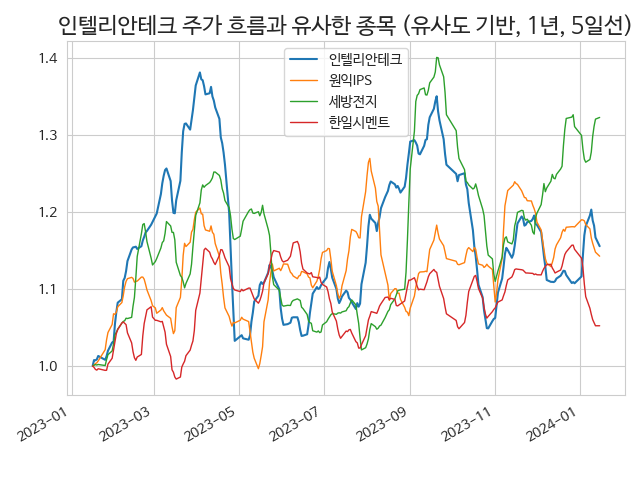 인텔리안테크 주가 흐름과 유사한 종목 (유사도 기반, 1년, 5일선)
인텔리안테크
원익IPS
세방전지
한일시멘트
1.4
1.3
1.2
1.1
1.0
2023-01
2023-03
2023-05
2023-07
2023-09
2023-11
2024-01